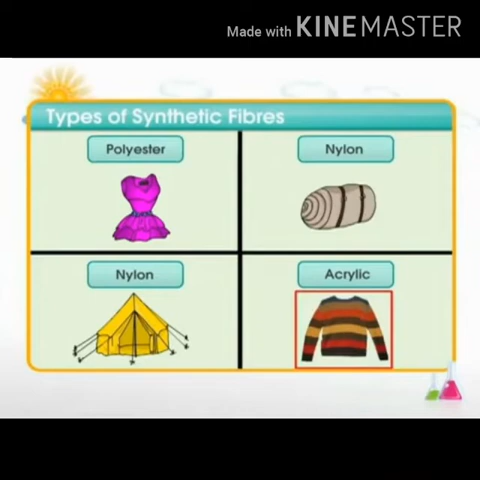 Made with KINEMASTER
Types of Synthetic Fibres
Polyester
Nylon
Nylon
Acrylic